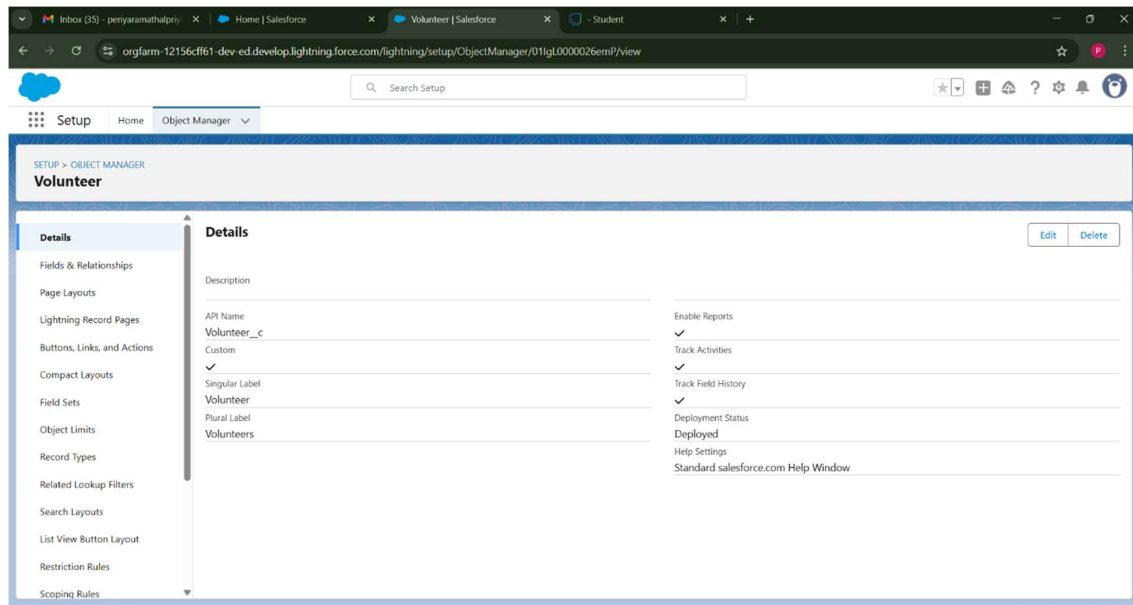 Inbox (35) - periyaramathalpriy
Home | Salesforce
Volunteer | Salesforce
- Student
orgfarm-12156cff61-dev-ed.develop.lightning.force.com/lightning/setup/ObjectManager/01IgL0000026emP/view
P
Search Setup
Setup
Home
Object Manager
SETUP > OBJECT MANAGER
Volunteer
Details
Fields & Relationships
Page Layouts
Lightning Record Pages
Buttons, Links, and Actions
Compact Layouts
Field Sets
Object Limits
Record Types
Related Lookup Filters
Search Layouts
List View Button Layout
Restriction Rules
Scoping Rules
Details
Edit
Delete
Description
API Name
Volunteer__c
Custom
Singular Label
Volunteer
Plural Label
Volunteers
Enable Reports
Track Activities
Track Field History
Deployment Status
Deployed
Help Settings
Standard salesforce.com Help Window